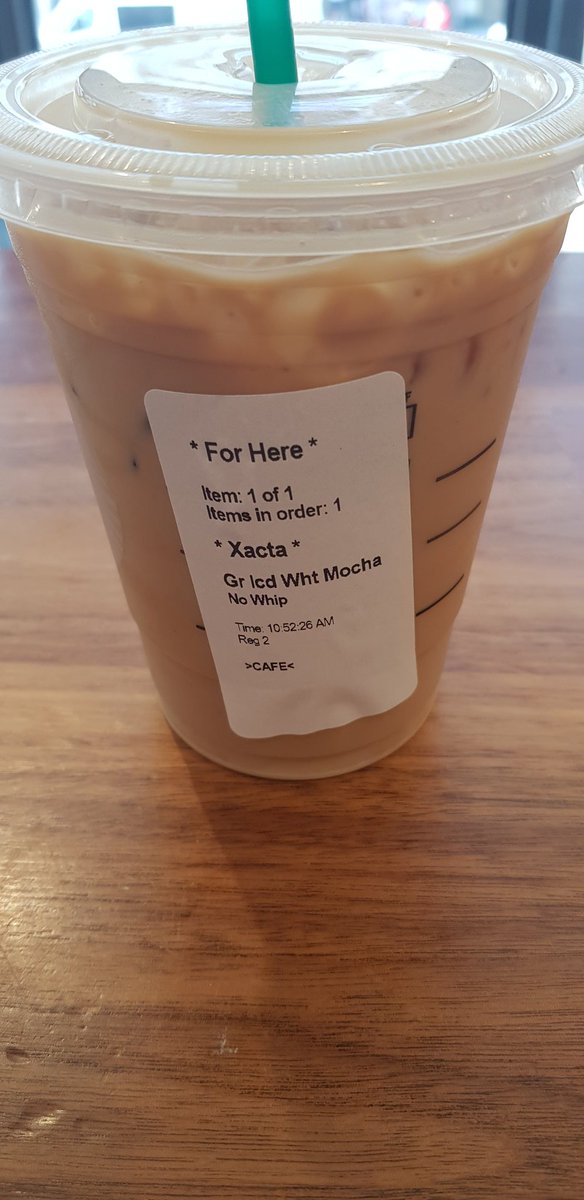 * For Here *
Item: 1 of 1
Items in order: 1
* Xacta *
Gr Icd Wht Mocha
No Whip
Time: 10:52:26 AM
Reg 2
>CAFE<